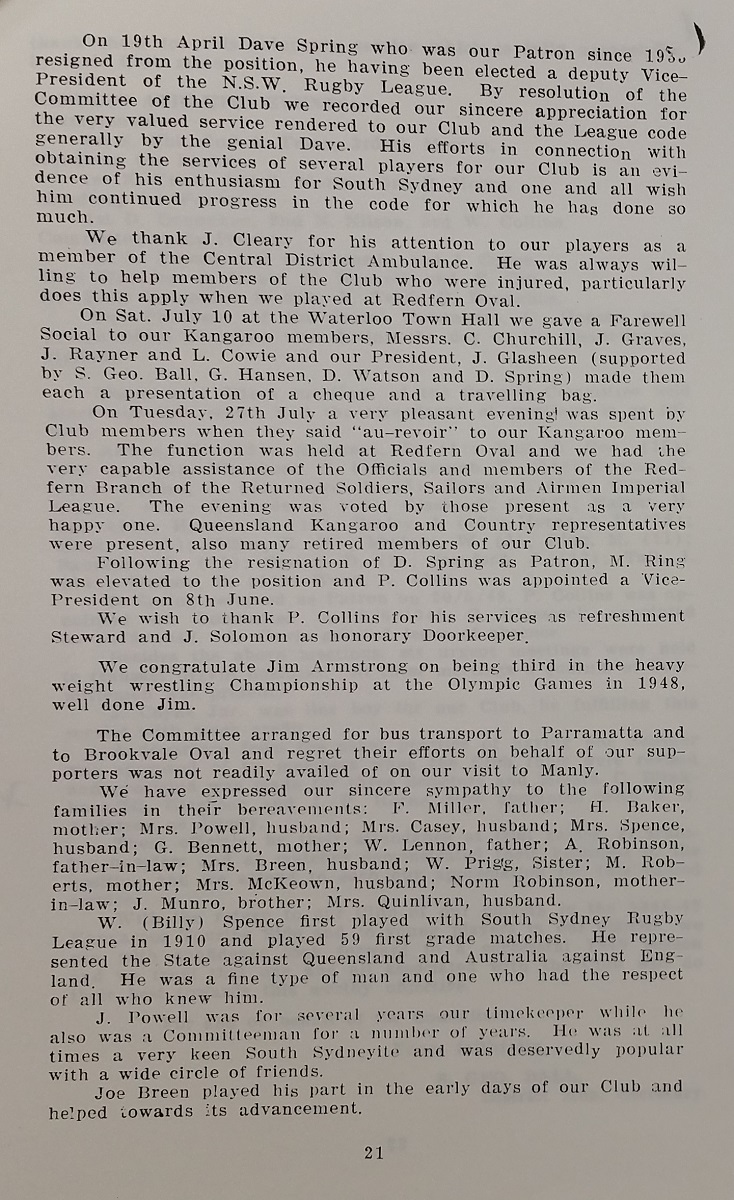 On 19th April Dave Spring who was our Patron since
resigned from the position, he having been elected a deputy Vice-
President of the N.S.W. Rugby League. By resolution of the
Committee of the Club we recorded our sincere appreciation for
the very valued service rendered to our Club and the League code
generally by the genial Dave. His efforts in connection with
obtaining the services of several players for our Club is an evi-
dence of his enthusiasm for South Sydney and one and all wish
him continued progress in the code for which he has done so
much.
We thank J. Cleary for his attention to our players as a
member of the Central District Ambulance. He was always wil-
ling to help members of the Club who were injured, particularly
does this apply when we played at Redfern Oval.
On Sat. July 10 at the Waterloo Town Hall we gave a Farewell
Social to our Kangaroo members, Messrs. C. Churchill, J. Graves,
J. Rayner and L. Cowie and our President, J. Glasheen (supported
by S. Geo. Ball, G. Hansen, D. Watson and D. Spring) made them
each a presentation of a cheque and a travelling bag.
On Tuesday, 27th July a very pleasant evening was spent by
Club members when they said "au-revoir" to our Kangaroo mem-
bers. The function was held at Redfern Oval and we had the
very capable assistance of the Officials and members of the Red-
fern Branch of the Returned Soldiers, Sailors and Airmen Imperial
League. The evening was voted by those present as a very
happy one. Queensland Kangaroo and Country representatives
were present, also many retired members of our Club.
Following the resignation of D. Spring as Patron, M. Ring
was elevated to the position and P. Collins was appointed a Vice-
President on 8th June.
We wish to thank P. Collins for his services as refreshment
Steward and J. Solomon as honorary Doorkeeper.
We congratulate Jim Armstrong on being third in the heavy
weight wrestling Championship at the Olympic Games in 1948,
well done Jim.
The Committee arranged for bus transport to Parramatta and
to Brookvale Oval and regret their efforts on behalf of our sup-
porters was not readily availed of on our visit to Manly.
We have expressed our sincere sympathy to the following
families in their bereavements: F. Miller, father; H. Baker,
mother; Mrs. Powell, husband; Mrs. Casey, husband; Mrs. Spence,
husband; G. Bennett, mother; W. Lennon, father; A. Robinson,
father-in-law; Mrs. Breen, husband; W. Prigg, Sister; M. Rob-
erts, mother; Mrs. McKeown, husband; Norm Robinson, mother-
in-law; J. Munro, brother; Mrs. Quinlivan, husband.
W. (Billy) Spence first played with South Sydney Rugby
League in 1910 and played 59 first grade matches. He repre-
sented the State against Queensland and Australia against Eng-
land. He was a fine type of man and one who had the respect
of all who knew him.
J. Powell was for several years our timekeeper while he
also was a Committeeman for a number of years. He was at all
times a very keen South Sydneyite and was deservedly popular
with a wide circle of friends.
Joe Breen played his part in the early days of our Club and
helped towards its advancement.
21